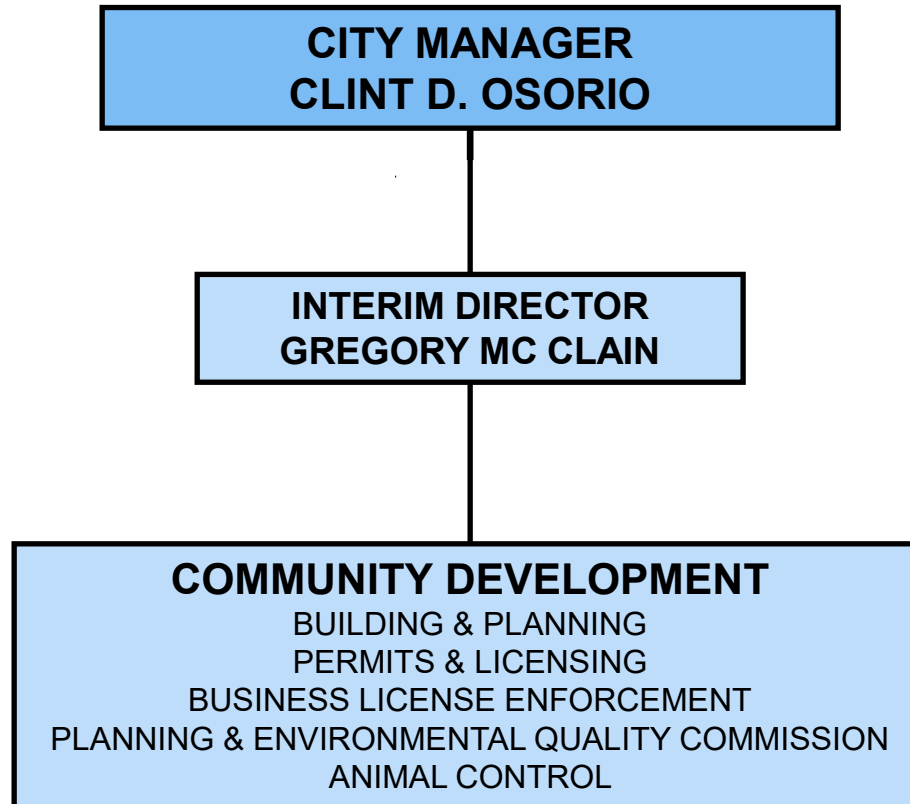 CITY MANAGER
CLINT D. OSORIO
INTERIM DIRECTOR
GREGORY MC CLAIN
COMMUNITY DEVELOPMENT
BUILDING & PLANNING
PERMITS & LICENSING
BUSINESS LICENSE ENFORCEMENT
PLANNING & ENVIRONMENTAL QUALITY COMMISSION
ANIMAL CONTROL